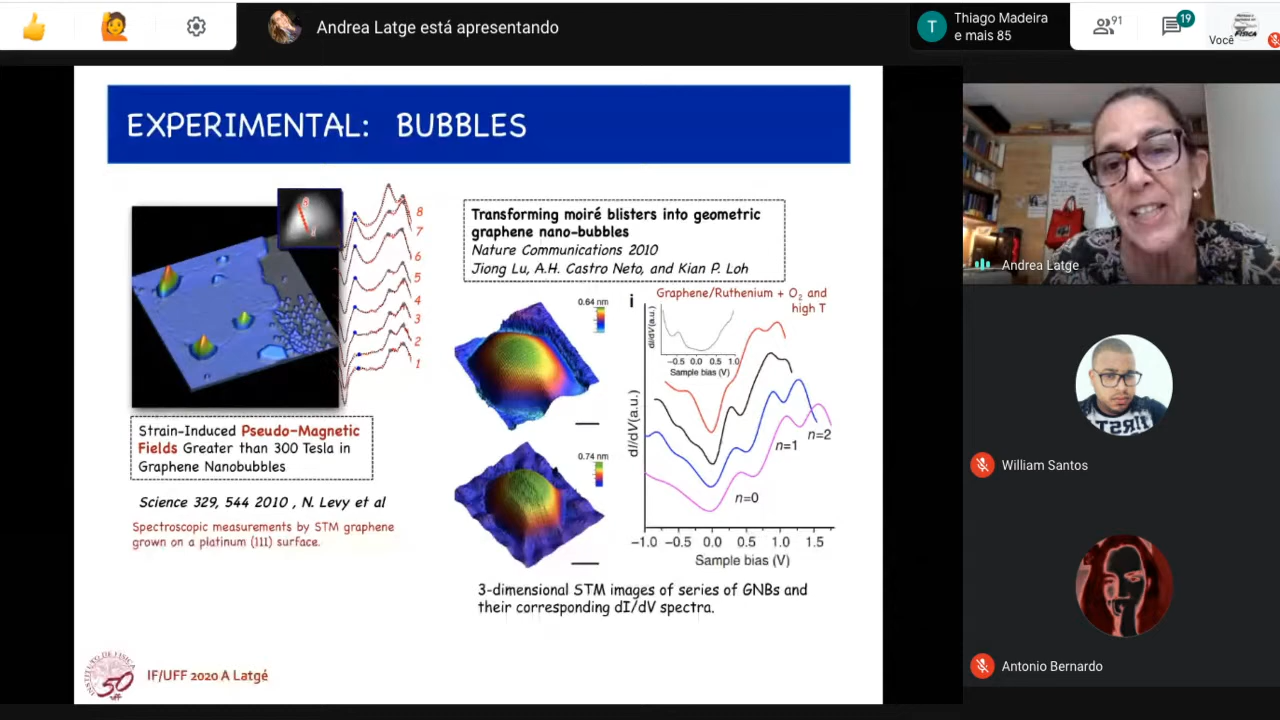 Andrea Latge está apresentando
T
Thiago Madeira
e mais 85
91
19
Você
EXPERIMENTAL: BUBBLES
8
7
6
5
4
3
2
1
Strain-Induced Pseudo-Magnetic
Fields Greater than 300 Tesla in
Graphene Nanobubbles
Science 329, 544 2010 , N. Levy et al
Spectroscopic measurements by STM graphene
grown on a platinum (111) surface.
Transforming moiré blisters into geometric
graphene nano-bubbles
Nature Communications 2010
Jiong Lu, A.H. Castro Neto, and Kian P. Loh
0.64 nm
0.74 nm
i
Graphene/Ruthenium + O2 and
high T
dI/dV(a.u.)
−0.5 0.0 0.5 1.0
Sample bias (V)
dI/dV(a.u.)
n=2
n=1
n=0
−1.0 −0.5 0.0 0.5 1.0 1.5
Sample bias (V)
3-dimensional STM images of series of GNBs and
their corresponding dI/dV spectra.
INSTITUTO DE FÍSICA
50
uff
IF/UFF 2020 A Latgé
Andrea Latge
William Santos
FIRST
Antonio Bernardo